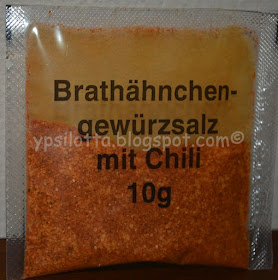 Brathähnchen-
gewürzsalz
ypsilotta.blogspot.com©
mit Chili
10g